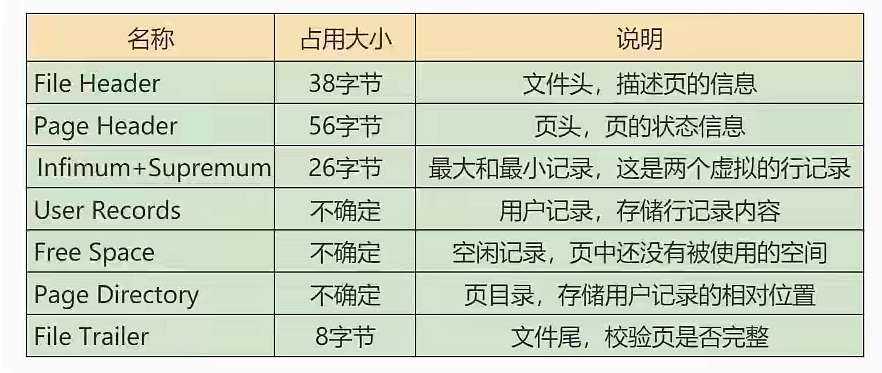 名称 占用大小 说明
File Header 38字节 文件头，描述页的信息
Page Header 56字节 页头，页的状态信息
Infimum+Supremum 26字节 最大和最小记录，这是两个虚拟的行记录
User Records 不确定 用户记录，存储行记录内容
Free Space 不确定 空闲记录，页中还没有被使用的空间
Page Directory 不确定 页目录，存储用户记录的相对位置
File Trailer 8字节 文件尾，校验页是否完整